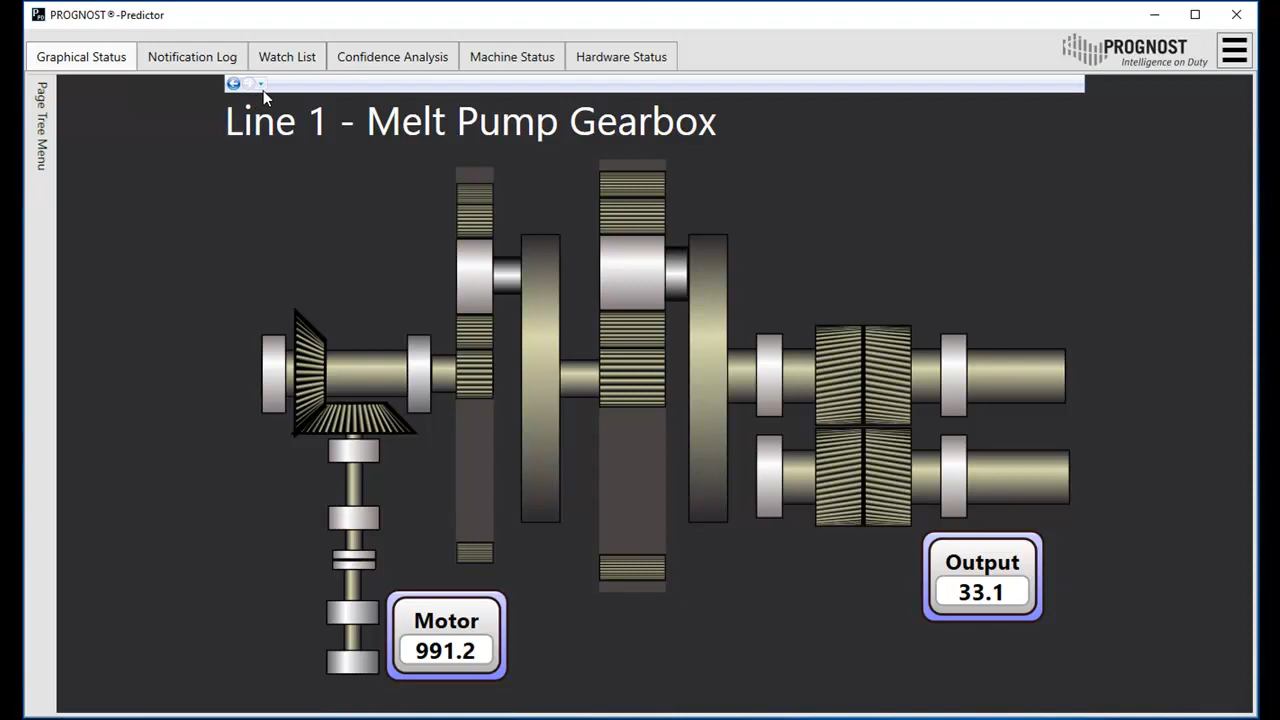 PROGNOST®-Predictor
Graphical Status
Notification Log
Watch List
Confidence Analysis
Machine Status
Hardware Status
PROGNOST
Intelligence on Duty
Page Tree Menu
Line 1 - Melt Pump Gearbox
Output
33.1
Motor
991.2